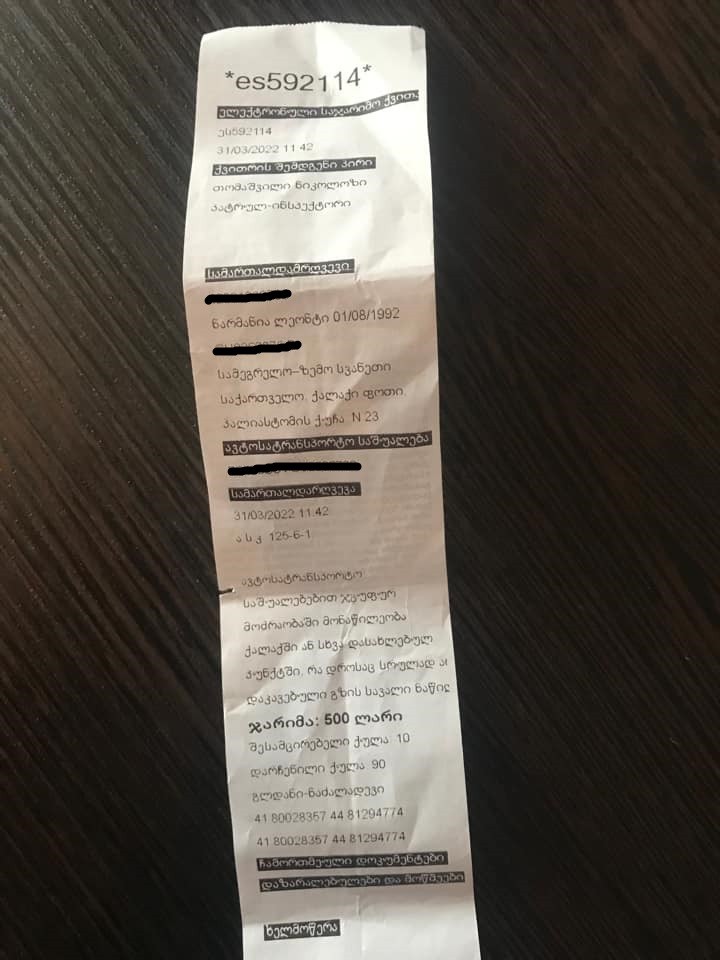 *es592114*
ელექტრონული საჯარიმო ქვით
ეს592114
31/03/2022 11:42
ქვითრის შემდგენი პირი
თომაშვილი ნიკოლოზი
პატრულ-ინსპექტორი
სამართალდამრღვევი
ნარმანია ლეონტი 01/08/1992
სამეგრელო-ზემო სვანეთი
საქართველო, ქალაქი ფოთი,
პალიასტომის ქუჩა N 23
ავტოსატრანსპორტო საშუალება
სამართალდარღვევა
31/03/2022 11:42
ა ს კ 125-6-1
ავტოსატრანსპორტო
საშუალებებით ჯგუფურ
მოძრაობაში მონაწილეობა
ქალაქში ან სხვა დასახლებულ
პუნქტში, რა დროსაც სრულად ან
დაკავებული გზის სავალი ნაწილ
ჯარიმა: 500 ლარი
შესამცირებელი ქულა 10
დარჩენილი ქულა 90
გლდანი-ნაძალადევი
41 80028357 44 81294774
41 80028357 44 81294774
ჩამორთმეული დოკუმენტები
დაზარალებულები და მოწმეები
ხელმოწერა